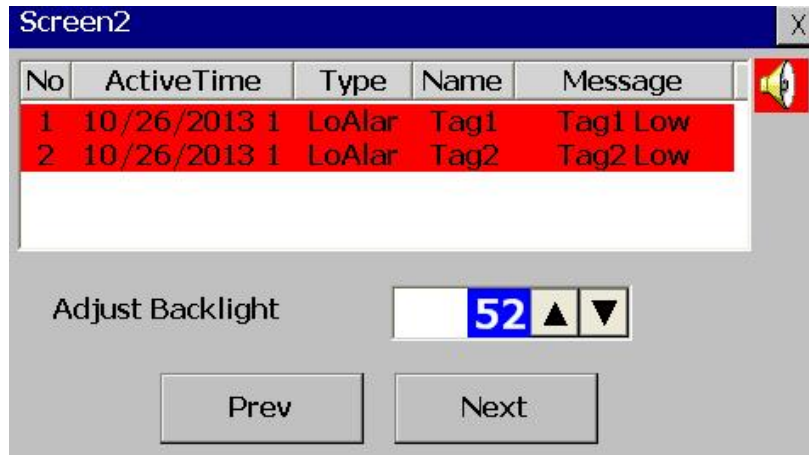 Screen2 X
No ActiveTime Type Name Message
1 10/26/2013 1 LoAlar Tag1 Tag1 Low
2 10/26/2013 1 LoAlar Tag2 Tag2 Low
Adjust Backlight 52 ▲ ▼
Prev Next